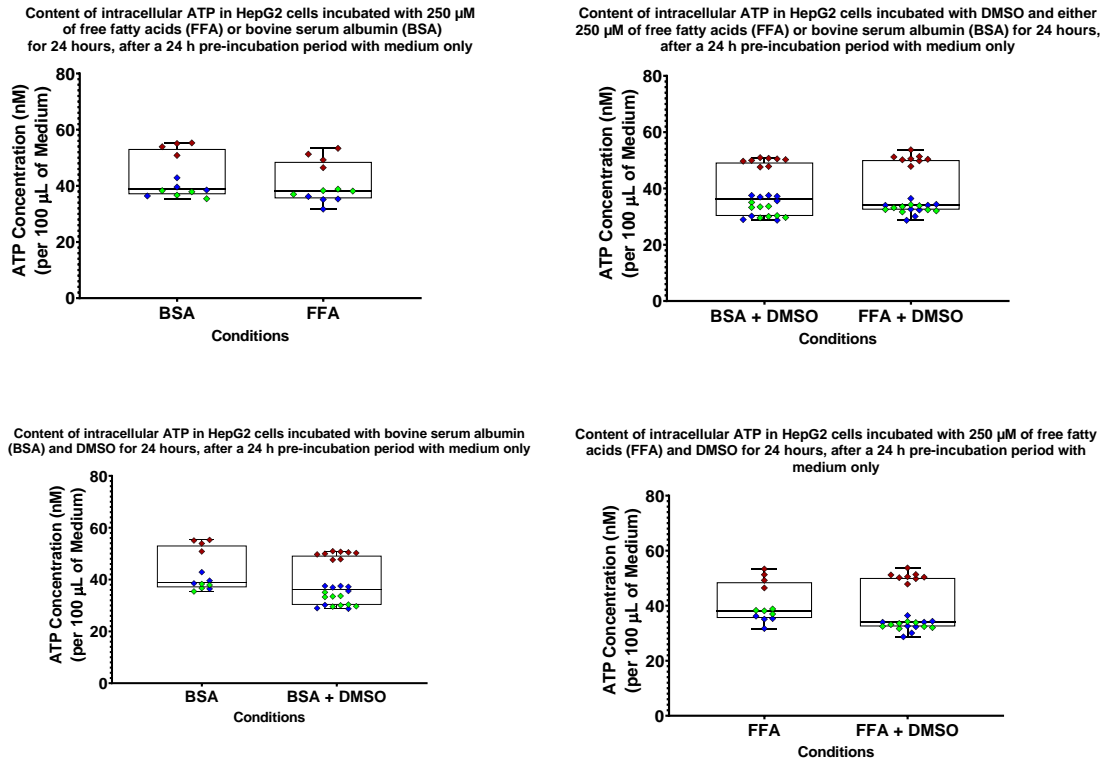 Content of intracellular ATP in HepG2 cells incubated with 250 µM
of free fatty acids (FFA) or bovine serum albumin (BSA)
for 24 hours, after a 24 h pre-incubation period with medium only
ATP Concentration (nM)
(per 100 µL of Medium)
80
60
40
20
0
BSA FFA
Conditions
Content of intracellular ATP in HepG2 cells incubated with DMSO and either
250 µM of free fatty acids (FFA) or bovine serum albumin (BSA) for 24 hours,
after a 24 h pre-incubation period with medium only
ATP Concentration (nM)
(per 100 µL of Medium)
80
60
40
20
0
BSA + DMSO FFA + DMSO
Conditions
Content of intracellular ATP in HepG2 cells incubated with bovine serum albumin
(BSA) and DMSO for 24 hours, after a 24 h pre-incubation period with medium only
ATP Concentration (nM)
(per 100 µL of Medium)
80
60
40
20
0
BSA BSA + DMSO
Conditions
Content of intracellular ATP in HepG2 cells incubated with 250 µM of free fatty
acids (FFA) and DMSO for 24 hours, after a 24 h pre-incubation period with
medium only
ATP Concentration (nM)
(per 100 µL of Medium)
80
60
40
20
0
FFA FFA + DMSO
Conditions